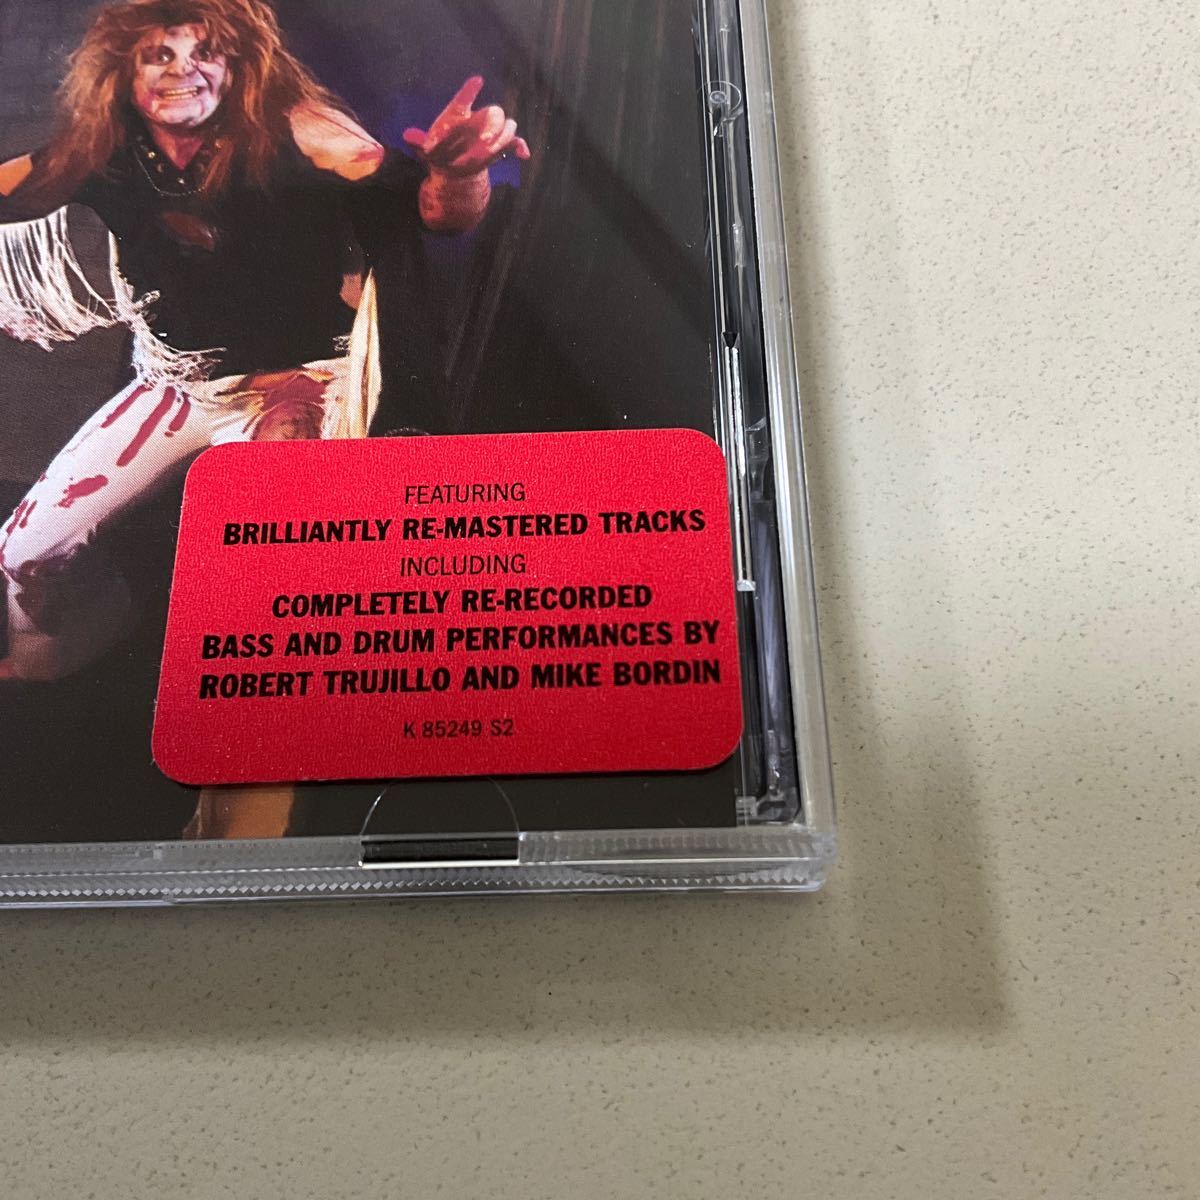 FEATURING
BRILLIANTLY RE-MASTERED TRACKS
INCLUDING
COMPLETELY RE-RECORDED
BASS AND DRUM PERFORMANCES BY
ROBERT TRUJILLO AND MIKE BORDIN
K 85249 S2